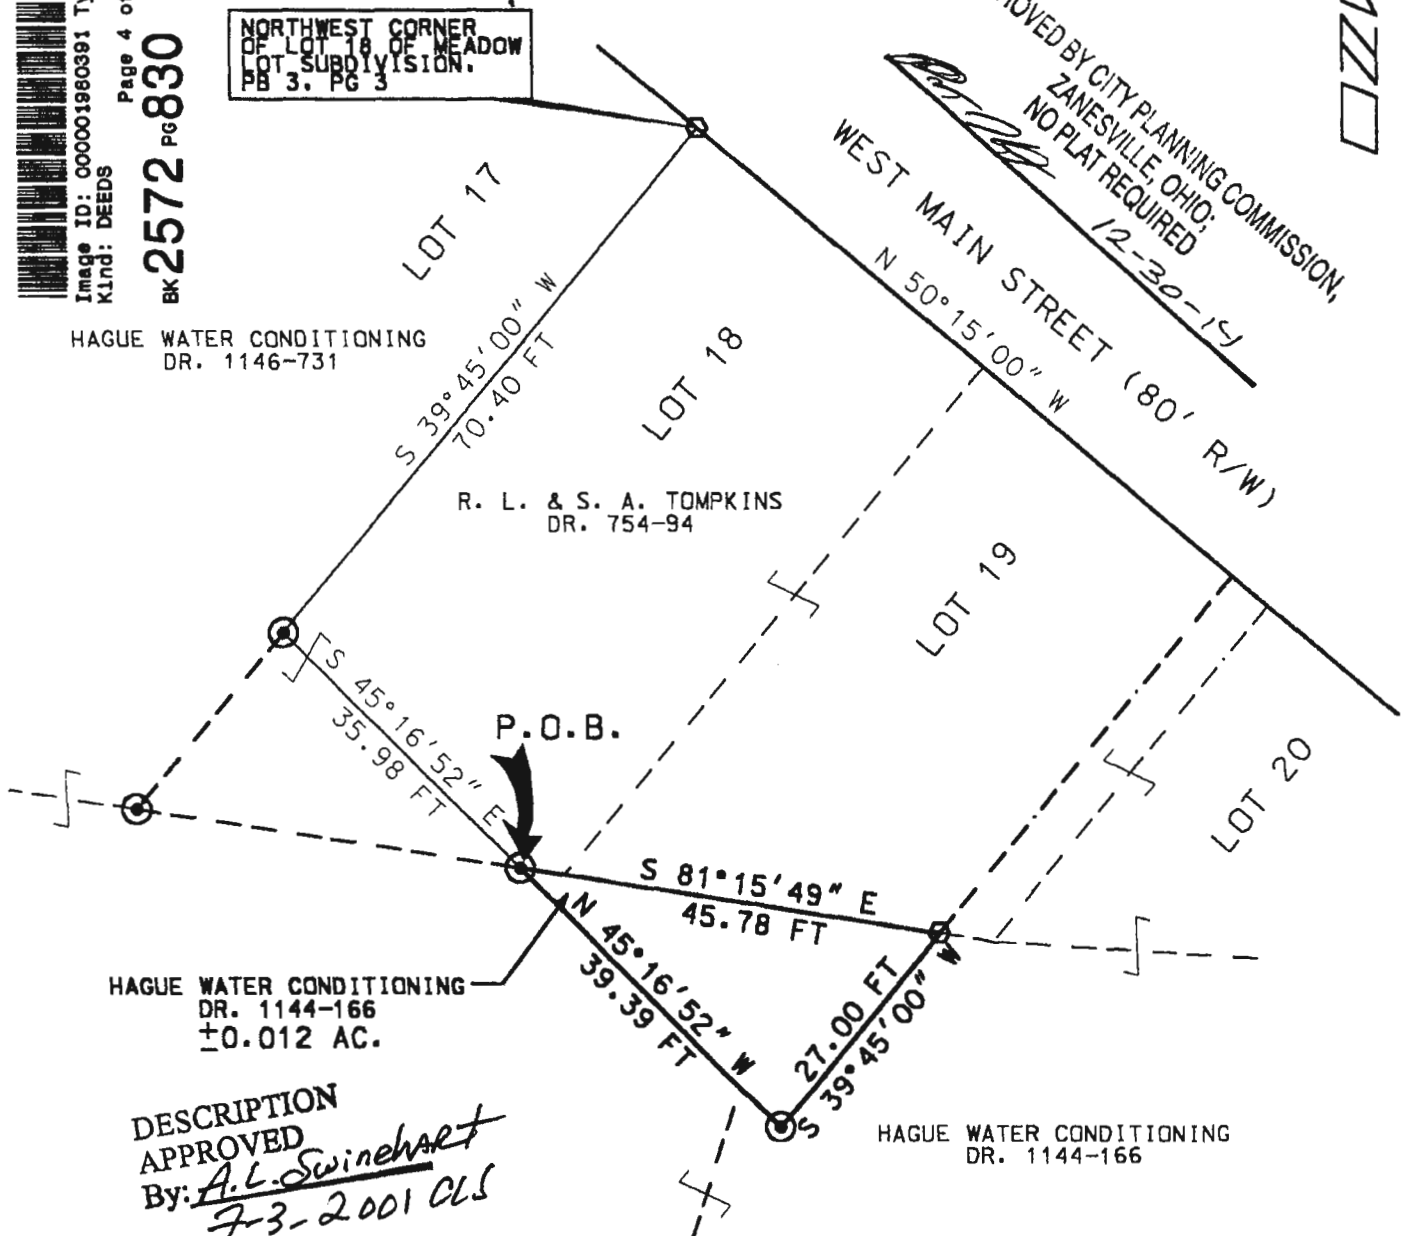 Image ID: 000001980391 Ty
Kind: DEEDS
Page 4 of
BK 2572 PG 830
NORTHWEST CORNER
OF LOT 18 OF MEADOW
LOT SUBDIVISION.
PB 3. PG 3
OVED BY CITY PLANNING COMMISSION,
ZANESVILLE, OHIO;
NO PLAT REQUIRED
12-30-14
WEST MAIN STREET (80' R/W)
N 50°15'00" W
LOT 17
HAGUE WATER CONDITIONING
DR. 1146-731
S 39°45'00" W
70.40 FT
LOT 18
R. L. & S. A. TOMPKINS
DR. 754-94
LOT 19
LOT 20
S 45°16'52" E
35.98 FT
P.O.B.
S 81°15'49" E
45.78 FT
N 45°16'52" W
39.39 FT
27.00 FT
S 39°45'00" W
HAGUE WATER CONDITIONING
DR. 1144-166
±0.012 AC.
HAGUE WATER CONDITIONING
DR. 1144-166
DESCRIPTION
APPROVED
By: A.L. Swinehart
7-3-2001 CLS